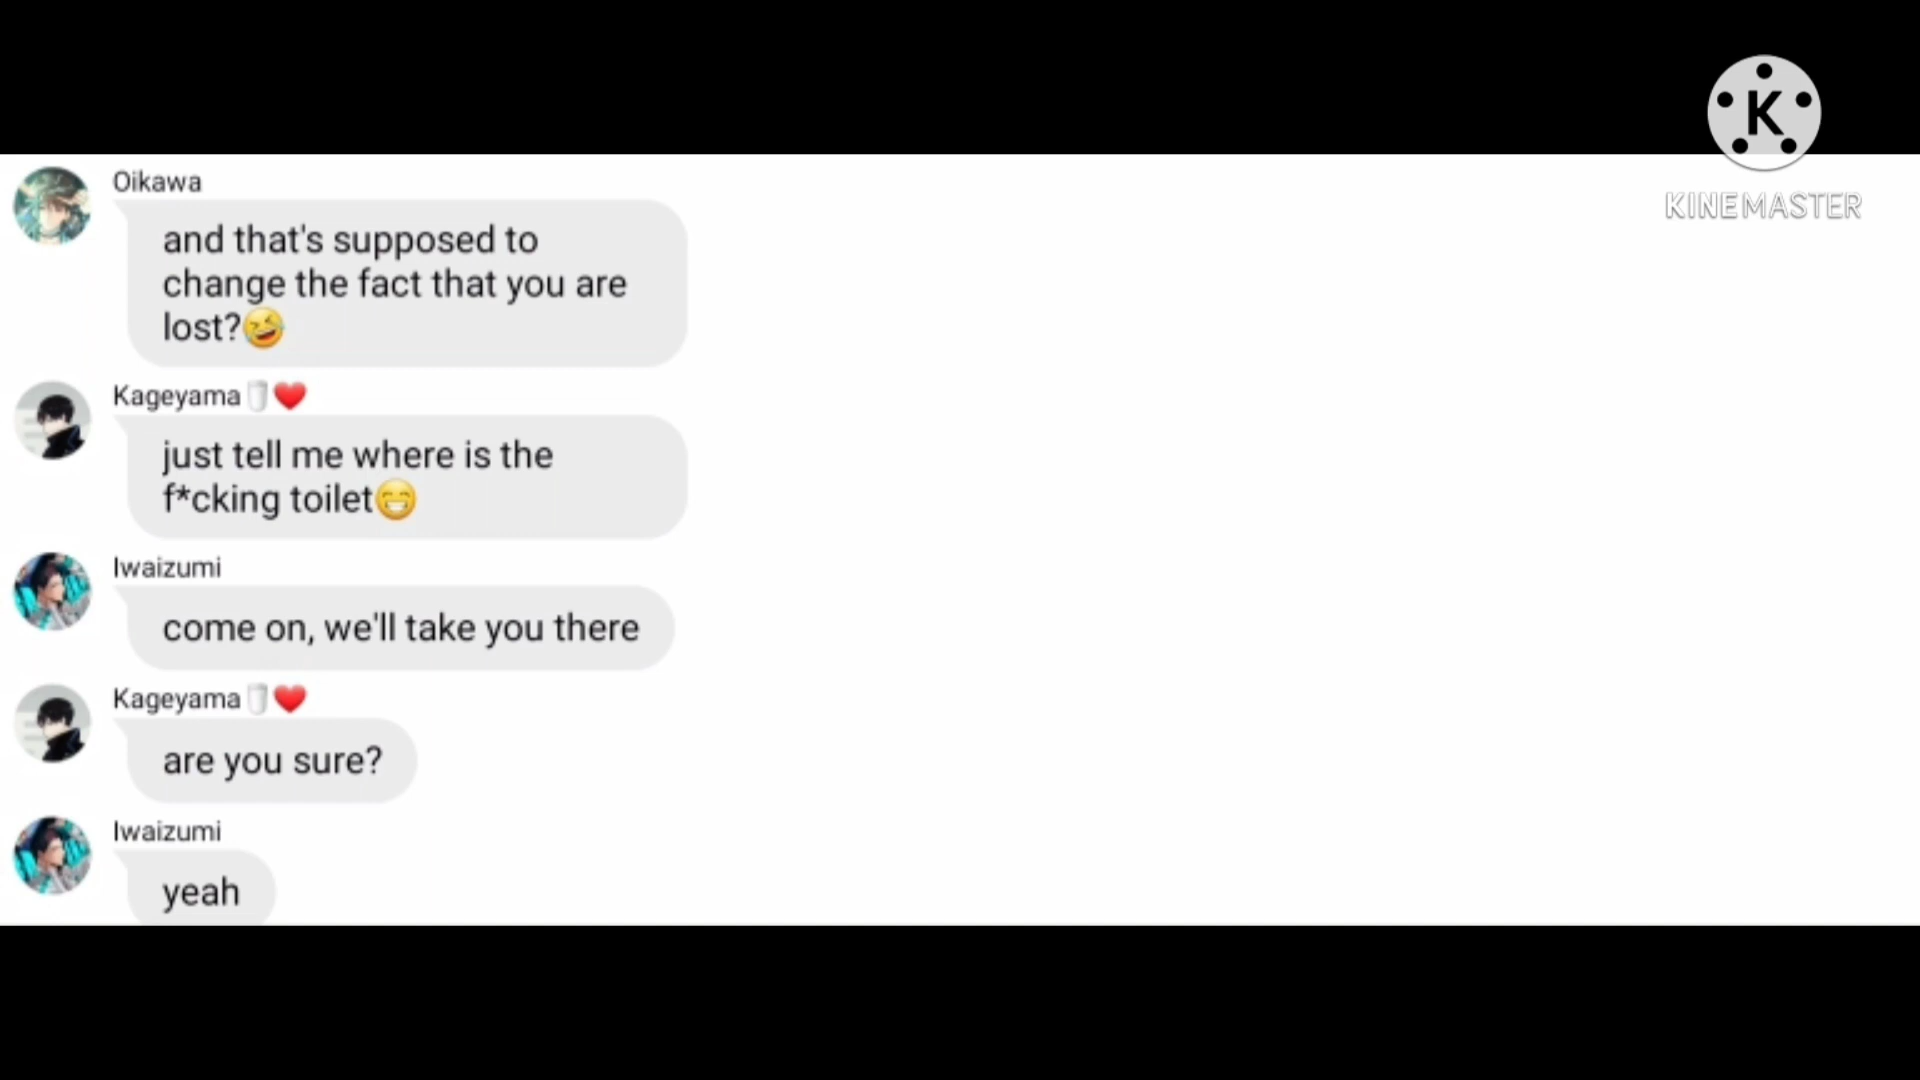 K
KINEMASTER
Oikawa
and that's supposed to
change the fact that you are
lost?🤣
Kageyama🥛❤️
just tell me where is the
f*cking toilet😁
Iwaizumi
come on, we'll take you there
Kageyama🥛❤️
are you sure?
Iwaizumi
yeah